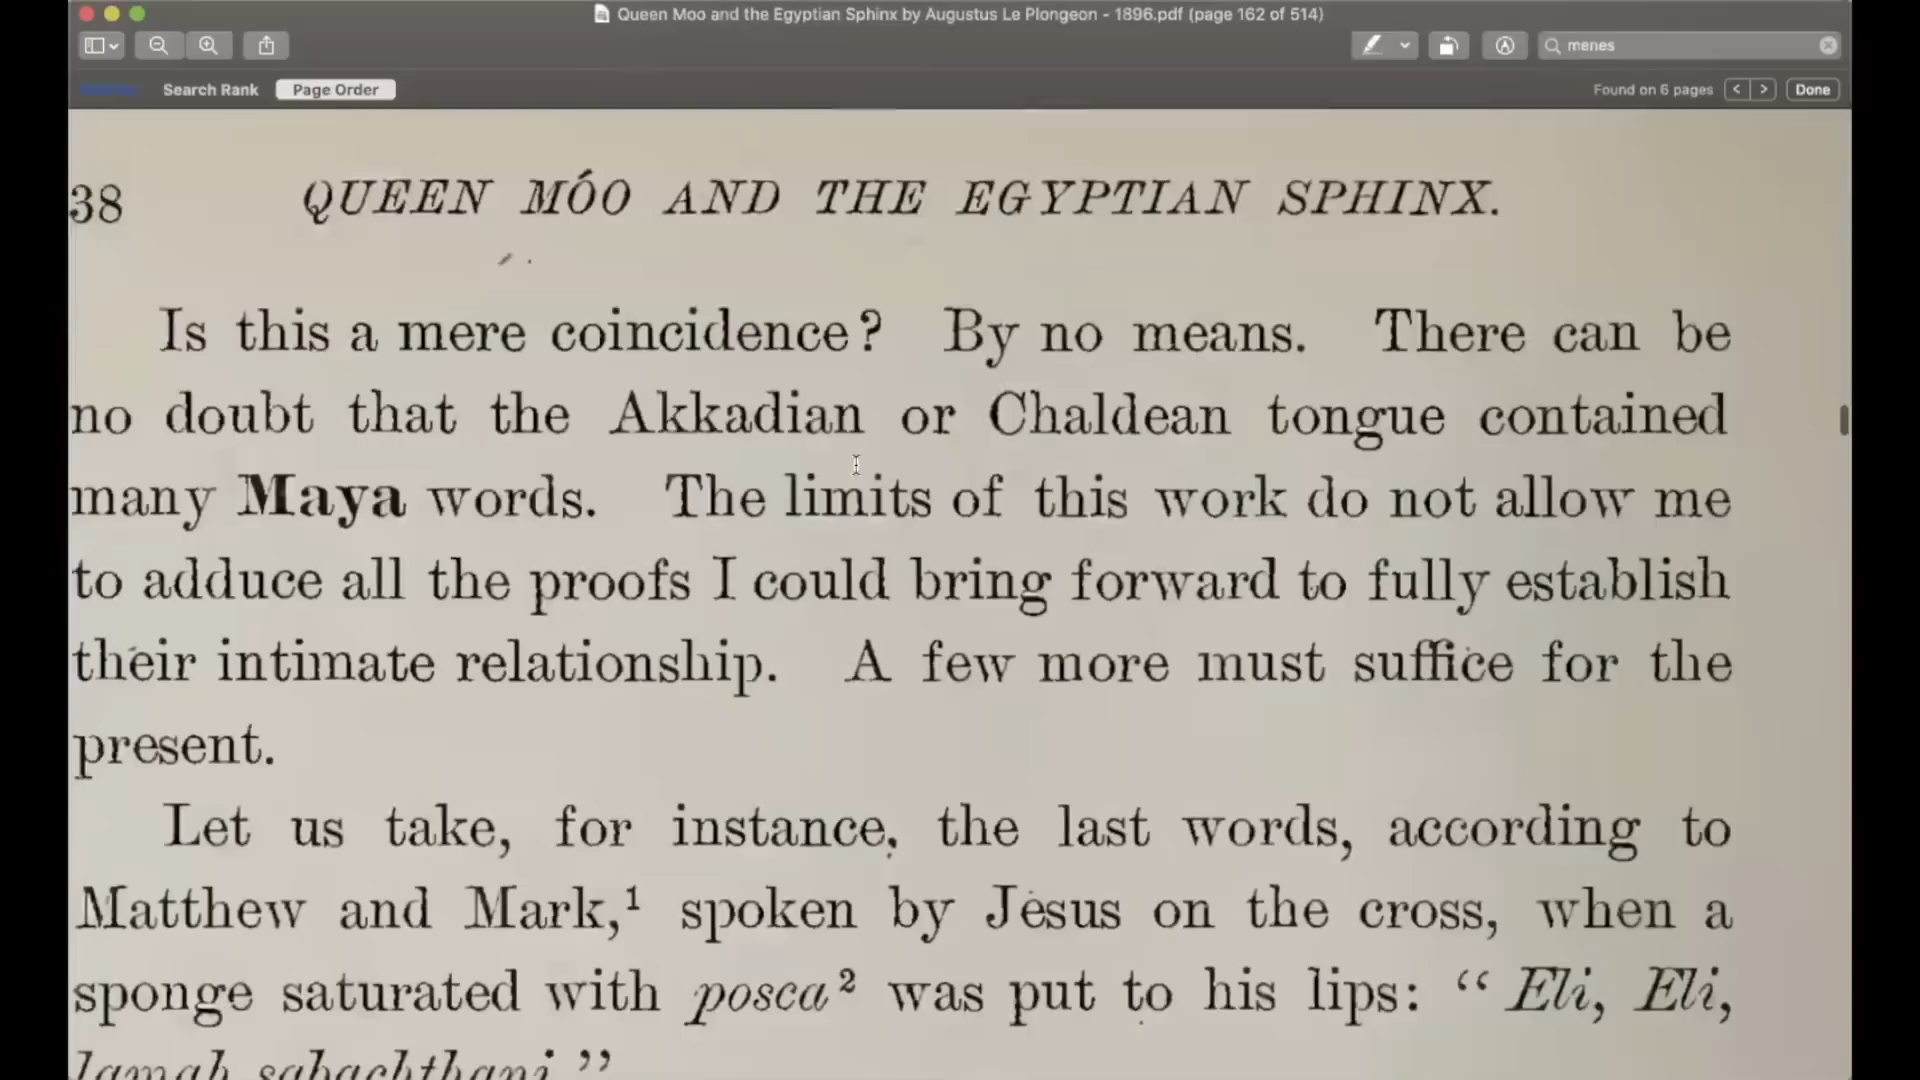 Queen Moo and the Egyptian Sphinx by Augustus Le Plongeon - 1896.pdf (page 162 of 514)
menes
Search Rank Page Order Found on 6 pages < > Done
38 QUEEN MÓO AND THE EGYPTIAN SPHINX.
Is this a mere coincidence? By no means. There can be
no doubt that the Akkadian or Chaldean tongue contained
many Maya words. The limits of this work do not allow me
to adduce all the proofs I could bring forward to fully establish
their intimate relationship. A few more must suffice for the
present.
Let us take, for instance, the last words, according to
Matthew and Mark,¹ spoken by Jesus on the cross, when a
sponge saturated with posca² was put to his lips: “ Eli, Eli,
lamah sabachthani ”